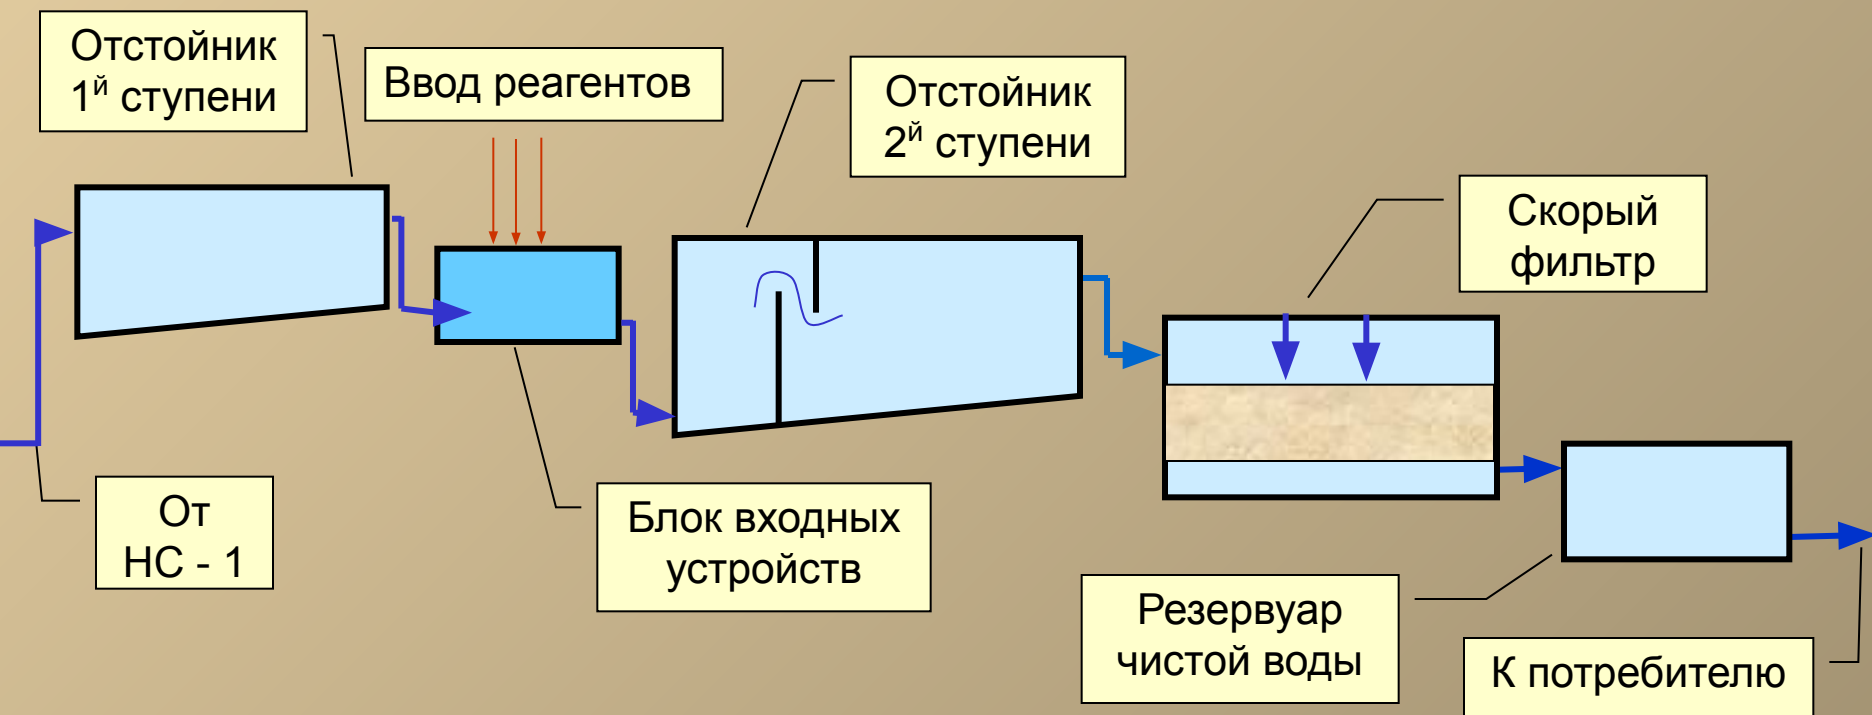 Отстойник
1й ступени
Ввод реагентов
Отстойник
2й ступени
Скорый
фильтр
От
НС - 1
Блок входных
устройств
Резервуар
чистой воды
К потребителю